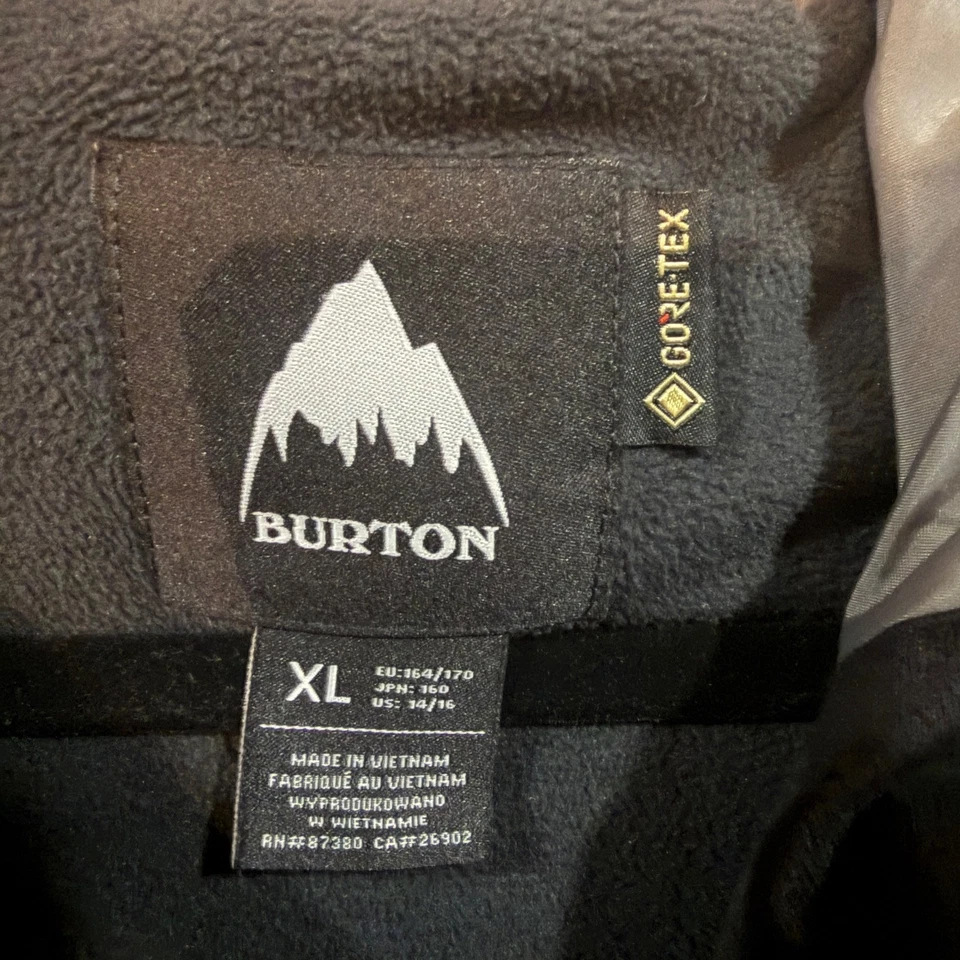 GORE-TEX
BURTON
XL
EU:164/170
JPN: 160
US: 14/16
MADE IN VIETNAM
FABRIQUÉ AU VIETNAM
WYPRODUKOWANO
W WIETNAMIE
RN#87380 CA#26902